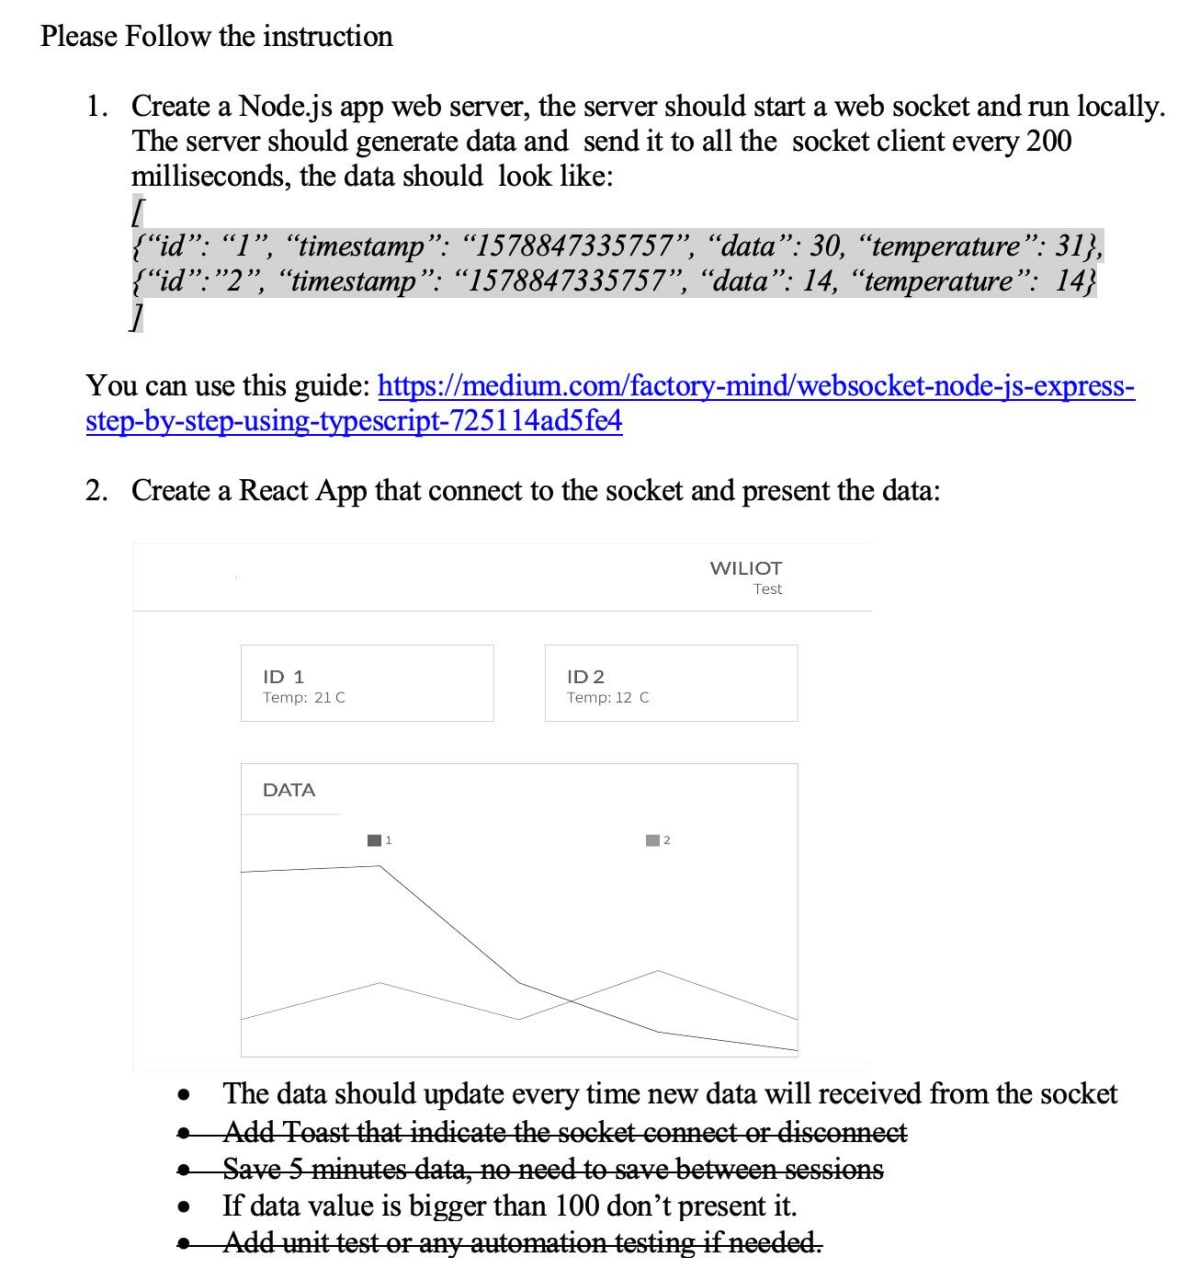 Please Follow the instruction
1. Create a Node.js app web server, the server should start a web socket and run locally.
The server should generate data and send it to all the socket client every 200
milliseconds, the data should look like:
[
{“id”: “1”, “timestamp”: “1578847335757”, “data”: 30, “temperature”: 31},
{“id”:”2”, “timestamp”: “1578847335757”, “data”: 14, “temperature”: 14}
]
You can use this guide: https://medium.com/factory-mind/websocket-node-js-express-
step-by-step-using-typescript-725114ad5fe4
2. Create a React App that connect to the socket and present the data:
WILIOT
Test
ID 1
Temp: 21 C
ID 2
Temp: 12 C
DATA
1
2
• The data should update every time new data will received from the socket
• Add Toast that indicate the socket connect or disconnect
• Save 5 minutes data, no need to save between sessions
• If data value is bigger than 100 don’t present it.
• Add unit test or any automation testing if needed.